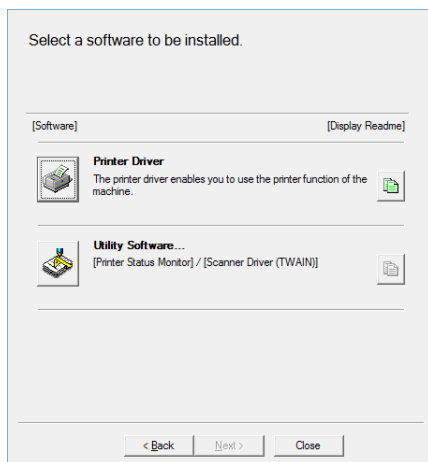 Select a software to be installed.
[Software] [Display Readme]
Printer Driver
The printer driver enables you to use the printer function of the
machine.
Utility Software...
[Printer Status Monitor] / [Scanner Driver (TWAIN)]
< Back Next > Close